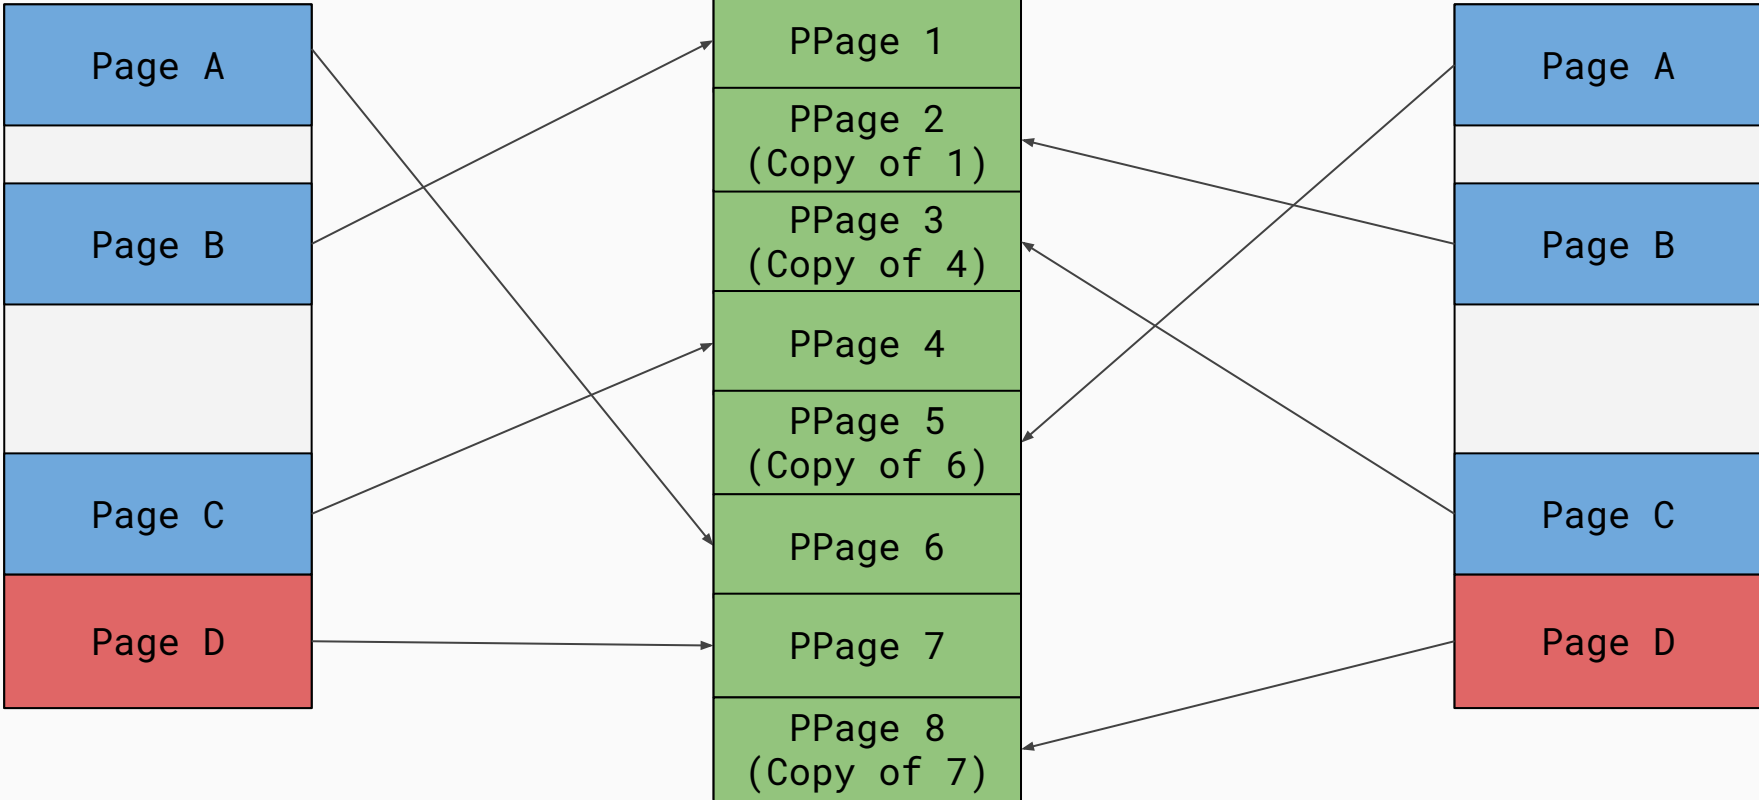 Page A
Page B
Page C
Page D
PPage 1
PPage 2
(Copy of 1)
PPage 3
(Copy of 4)
PPage 4
PPage 5
(Copy of 6)
PPage 6
PPage 7
PPage 8
(Copy of 7)
Page A
Page B
Page C
Page D